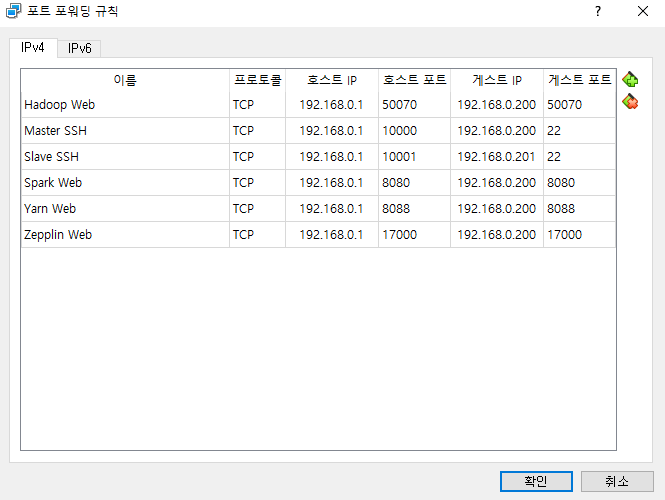 포트 포워딩 규칙 ?
IPv4 IPv6
이름 프로토콜 호스트 IP 호스트 포트 게스트 IP 게스트 포트
Hadoop Web TCP 192.168.0.1 50070 192.168.0.200 50070
Master SSH TCP 192.168.0.1 10000 192.168.0.200 22
Slave SSH TCP 192.168.0.1 10001 192.168.0.201 22
Spark Web TCP 192.168.0.1 8080 192.168.0.200 8080
Yarn Web TCP 192.168.0.1 8088 192.168.0.200 8088
Zepplin Web TCP 192.168.0.1 17000 192.168.0.200 17000
확인 취소